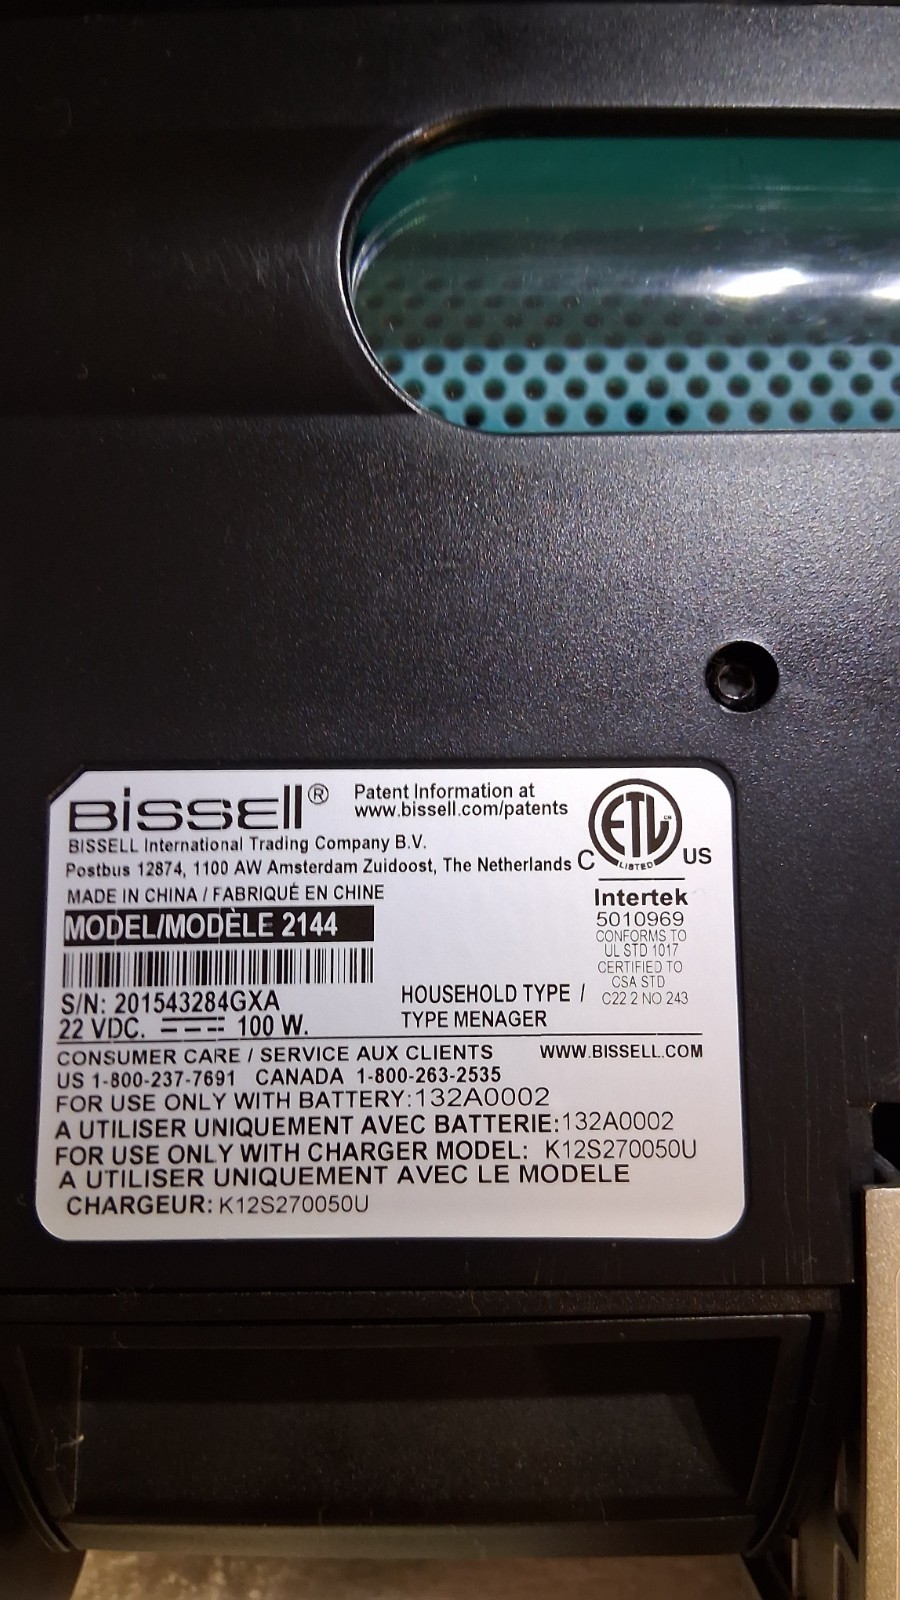 BISSELL®
Patent Information at
www.bissell.com/patents
BISSELL International Trading Company B.V.
Postbus 12874, 1100 AW Amsterdam Zuidoost, The Netherlands
MADE IN CHINA / FABRIQUÉ EN CHINE
MODEL/MODÈLE 2144
S/N: 201543284GXA
22 VDC. 100 W.
HOUSEHOLD TYPE /
TYPE MENAGER
ETL
CM
LISTED
C US
Intertek
5010969
CONFORMS TO
UL STD 1017
CERTIFIED TO
CSA STD
C22 2 NO 243
CONSUMER CARE / SERVICE AUX CLIENTS WWW.BISSELL.COM
US 1-800-237-7691 CANADA 1-800-263-2535
FOR USE ONLY WITH BATTERY:132A0002
A UTILISER UNIQUEMENT AVEC BATTERIE:132A0002
FOR USE ONLY WITH CHARGER MODEL: K12S270050U
A UTILISER UNIQUEMENT AVEC LE MODELE
CHARGEUR: K12S270050U